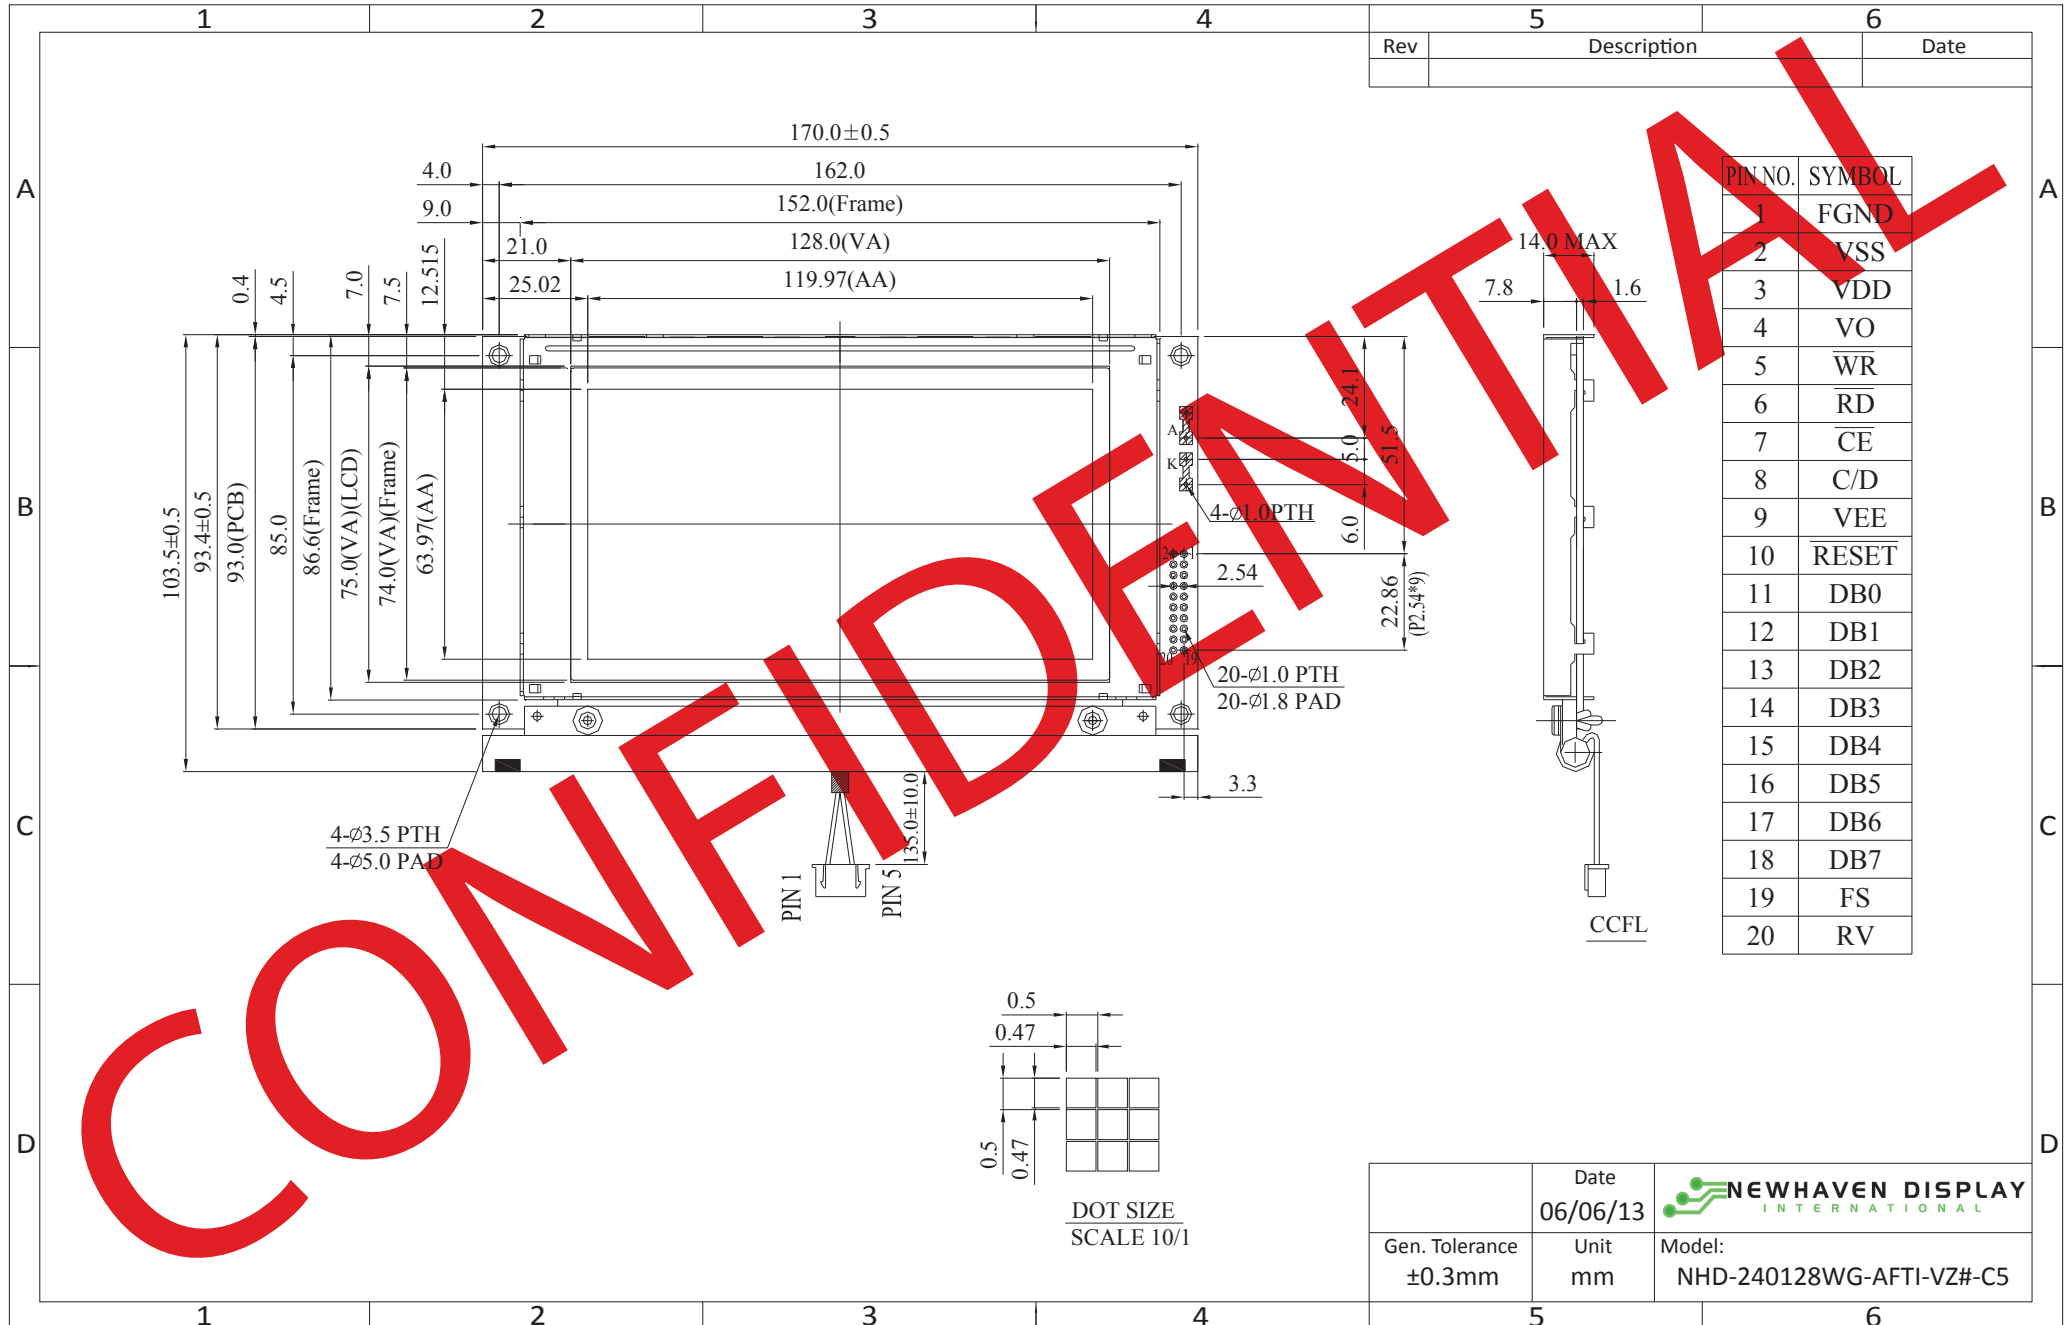 1 2 3 4 5 6
Rev Description Date
A A
B B
C C
D D
CONFIDENTIAL
170.0±0.5
4.0 162.0
9.0 152.0(Frame)
21.0 128.0(VA)
25.02 119.97(AA)
0.4
4.5
7.0
7.5
12.515
103.5±0.5
93.4±0.5
93.0(PCB)
85.0
86.6(Frame)
75.0(VA)(LCD)
74.0(VA)(Frame)
63.97(AA)
A
K
24.1
5.0
51.5
6.0
4-⌀1.0PTH
2 1
2.54
22.86
(P2.54*9)
20 19
20-⌀1.0 PTH
20-⌀1.8 PAD
3.3
4-⌀3.5 PTH
4-⌀5.0 PAD
135.0±10.0
PIN 1
PIN 5
14.0 MAX
7.8 1.6
CCFL
PIN NO. SYMBOL
1 FGND
2 VSS
3 VDD
4 VO
5 W̅R̅
6 R̅D̅
7 C̅E̅
8 C/D
9 VEE
10 R̅E̅S̅E̅T̅
11 DB0
12 DB1
13 DB2
14 DB3
15 DB4
16 DB5
17 DB6
18 DB7
19 FS
20 RV
0.5
0.47
0.5
0.47
DOT SIZE
SCALE 10/1
Date
06/06/13
NEWHAVEN DISPLAY
INTERNATIONAL
Gen. Tolerance
±0.3mm
Unit
mm
Model:
NHD-240128WG-AFTI-VZ#-C5
1 2 3 4 5 6